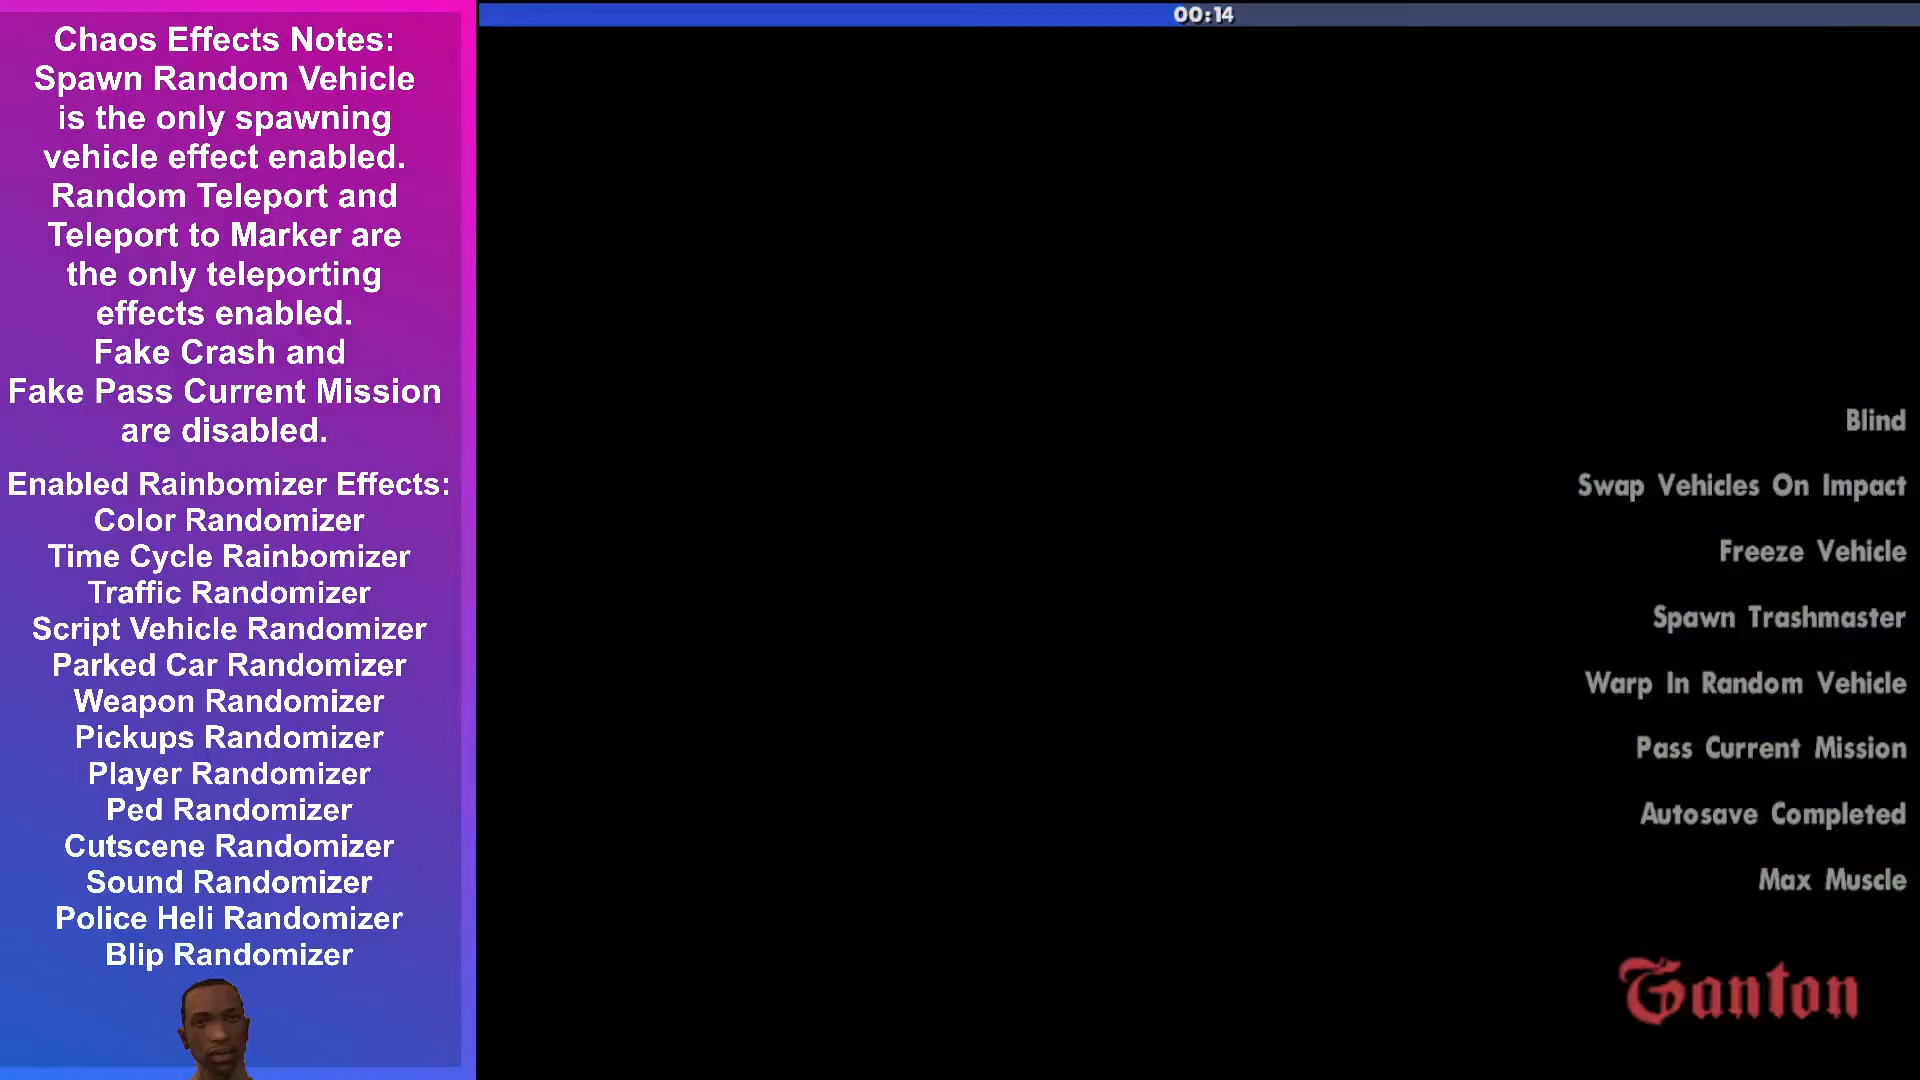 Chaos Effects Notes:
Spawn Random Vehicle
is the only spawning
vehicle effect enabled.
Random Teleport and
Teleport to Marker are
the only teleporting
effects enabled.
Fake Crash and
Fake Pass Current Mission
are disabled.
Enabled Rainbomizer Effects:
Color Randomizer
Time Cycle Rainbomizer
Traffic Randomizer
Script Vehicle Randomizer
Parked Car Randomizer
Weapon Randomizer
Pickups Randomizer
Player Randomizer
Ped Randomizer
Cutscene Randomizer
Sound Randomizer
Police Heli Randomizer
Blip Randomizer
00:14
Blind
Swap Vehicles On Impact
Freeze Vehicle
Spawn Trashmaster
Warp In Random Vehicle
Pass Current Mission
Autosave Completed
Max Muscle
Ganton